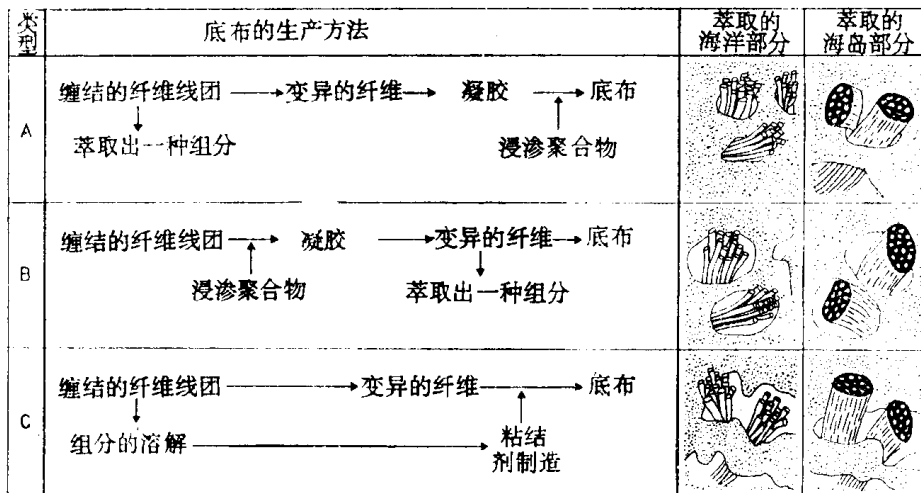 类型 底布的生产方法 萃取的海洋部分 萃取的海岛部分
A
缠结的纤维线团 → 变异的纤维 → 凝胶 → 底布
萃取出一种组分 浸渗聚合物
B
缠结的纤维线团 → 凝胶 → 变异的纤维 → 底布
浸渗聚合物 萃取出一种组分
C
缠结的纤维线团 → 变异的纤维 → 底布
组分的溶解 → 粘结剂制造